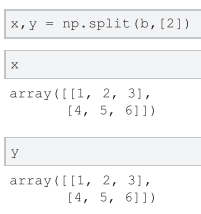 x,y = np.split(b,[2])
x
array([[1, 2, 3],
       [4, 5, 6]])
y
array([[1, 2, 3],
       [4, 5, 6]])